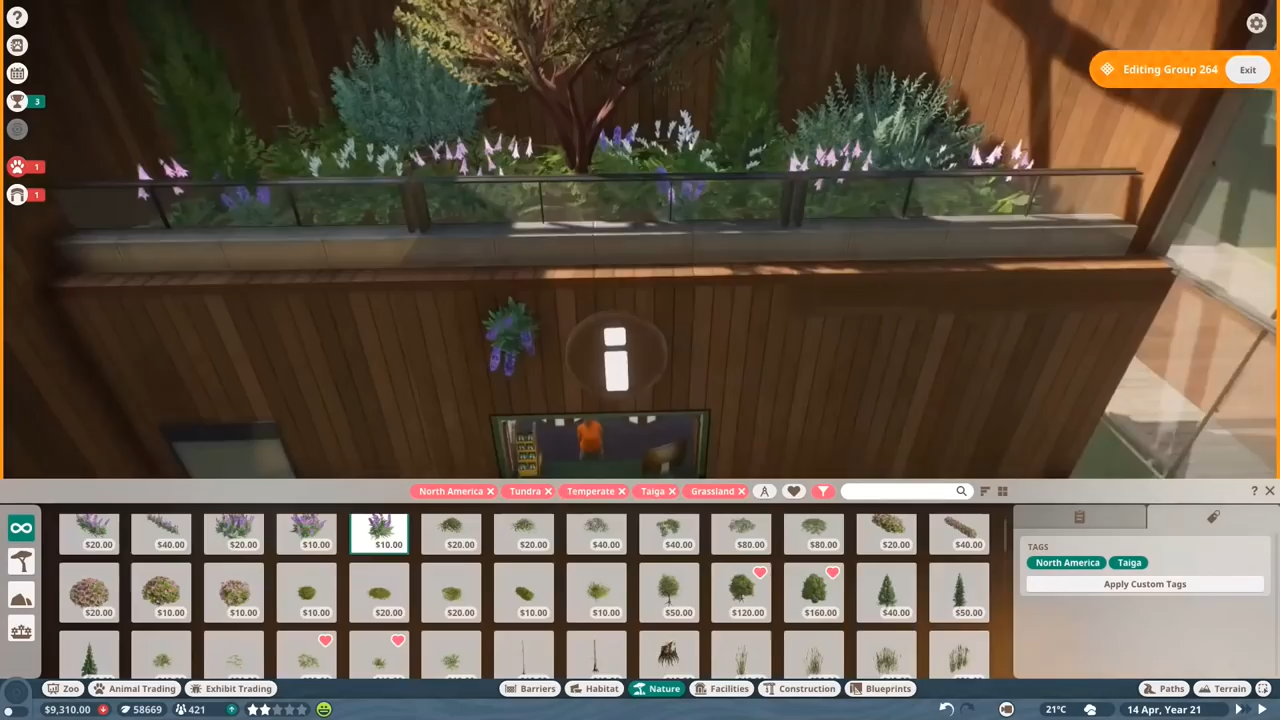 ?
3
1
1
Editing Group 264
Exit
i
North America × Tundra × Temperate × Taiga × Grassland ×
? ×
$20.00 $40.00 $20.00 $10.00 $10.00 $20.00 $20.00 $40.00 $40.00 $80.00 $80.00 $20.00 $40.00
$20.00 $10.00 $10.00 $10.00 $20.00 $20.00 $10.00 $10.00 $50.00 $120.00 $160.00 $40.00 $50.00
TAGS
North America Taiga
Apply Custom Tags
Zoo Animal Trading Exhibit Trading Barriers Habitat Nature Facilities Construction Blueprints Paths Terrain
$9,310.00 58669 421 21°C 14 Apr, Year 21